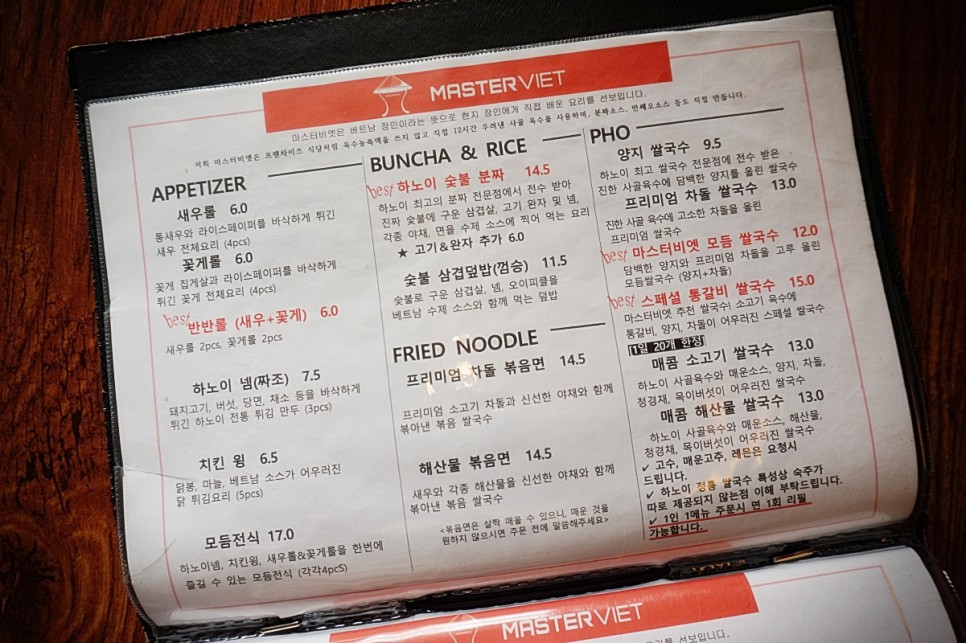 MASTERVIET
마스터비엣은 베트남 장인이라는 뜻으로 현지 장인에게 직접 배운 요리를 선보입니다.
저희 마스터비엣은 프랜차이즈 식당처럼 육수농축액을 쓰지 않고 직접 12시간 우려낸 사골 육수를 사용하며, 분짜소스, 반쎄오소스 등도 직접 만듭니다.
APPETIZER
새우롤 6.0
통새우와 라이스페이퍼를 바삭하게 튀긴
새우 전체요리 (4pcs)
꽃게롤 6.0
꽃게 집게살과 라이스페이퍼를 바삭하게
튀긴 꽃게 전체요리 (4pcs)
best 반반롤 (새우+꽃게) 6.0
새우롤 2pcs, 꽃게롤 2pcs
하노이 넴(짜조) 7.5
돼지고기, 버섯, 당면, 채소 등을 바삭하게
튀긴 하노이 전통 튀김 만두 (3pcs)
치킨 윙 6.5
닭봉, 마늘, 베트남 소스가 어우러진
닭 튀김요리 (5pcs)
모듬전식 17.0
하노이넴, 치킨윙, 새우롤&꽃게롤을 한번에
즐길 수 있는 모듬전식 (각각4pcS)
BUNCHA & RICE
best 하노이 숯불 분짜 14.5
하노이 최고의 분짜 전문점에서 전수 받아
진짜 숯불에 구운 삼겹살, 고기 완자 및 넴,
각종 야채, 면을 수제 소스에 찍어 먹는 요리
★ 고기&완자 추가 6.0
숯불 삼겹덮밥(껌승) 11.5
숯불로 구운 삼겹살, 넴, 오이피클을
베트남 수제 소스와 함께 먹는 덮밥
FRIED NOODLE
프리미엄 차돌 볶음면 14.5
프리미엄 소고기 차돌과 신선한 야채와 함께
볶아낸 볶음 쌀국수
해산물 볶음면 14.5
새우와 각종 해산물을 신선한 야채와 함께
볶아낸 볶음 쌀국수
<볶음면은 살짝 매울 수 있으니, 매운 것을
원하지 않으시면 주문 전에 말씀해주세요>
PHO
양지 쌀국수 9.5
하노이 최고 쌀국수 전문점에 전수 받은
진한 사골육수에 담백한 양지를 올린 쌀국수
프리미엄 차돌 쌀국수 13.0
진한 사골 육수에 고소한 차돌을 올린
프리미엄 쌀국수
best 마스터비엣 모듬 쌀국수 12.0
담백한 양지와 프리미엄 차돌을 고루 올린
모듬쌀국수 (양지+차돌)
best 스페셜 통갈비 쌀국수 15.0
마스터비엣 추천 쌀국수! 소고기 육수에
통갈비, 양지, 차돌이 어우러진 스페셜 쌀국수
[1일 20개 한정]
매콤 소고기 쌀국수 13.0
하노이 사골육수와 매운소스, 양지, 차돌,
청경채, 목이버섯이 어우러진 쌀국수
매콤 해산물 쌀국수 13.0
하노이 사골육수와 매운소스, 해산물,
청경채, 목이버섯이 어우러진 쌀국수
✓ 고수, 매운고추, 레몬은 요청시
드립니다.
✓ 하노이 정통 쌀국수 특성상 숙주가
따로 제공되지 않는점 이해 부탁드립니다.
✓ 1인 1메뉴 주문시 면 1회 리필
가능합니다.
MASTERVIET
요리를 선보입니다.